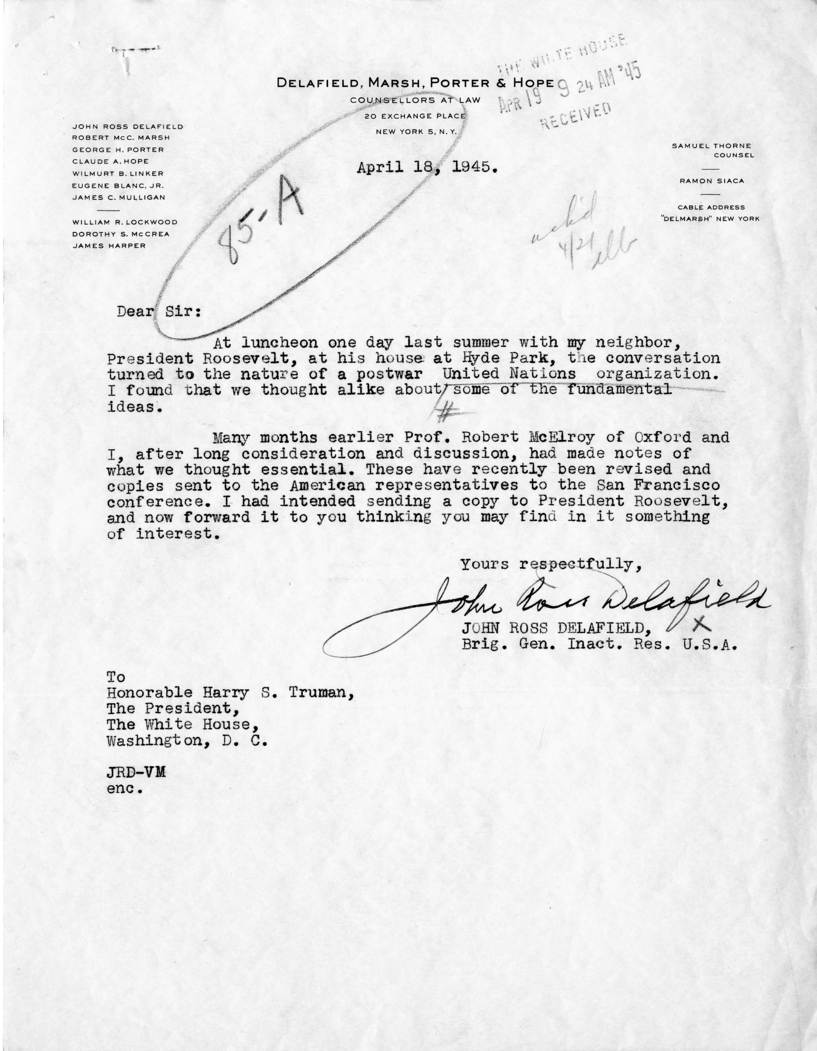 DELAFIELD, MARSH, PORTER & HOPE
COUNSELLORS AT LAW
20 EXCHANGE PLACE
NEW YORK 5, N.Y.
THE WHITE HOUSE
APR 19 9 24 AM '45
RECEIVED
JOHN ROSS DELAFIELD
ROBERT McC. MARSH
GEORGE H. PORTER
CLAUDE A. HOPE
WILMURT B. LINKER
EUGENE BLANC, JR.
JAMES C. MULLIGAN
WILLIAM R. LOCKWOOD
DOROTHY S. McCREA
JAMES HARPER
SAMUEL THORNE
COUNSEL
RAMON SIACA
CABLE ADDRESS
"DELMARSH" NEW YORK
April 18, 1945.
85-A
ack'd
4/21
Dear Sir:
At luncheon one day last summer with my neighbor,
President Roosevelt, at his house at Hyde Park, the conversation
turned to the nature of a postwar United Nations organization.
I found that we thought alike about some of the fundamental
ideas.
#
Many months earlier Prof. Robert McElroy of Oxford and
I, after long consideration and discussion, had made notes of
what we thought essential. These have recently been revised and
copies sent to the American representatives to the San Francisco
conference. I had intended sending a copy to President Roosevelt,
and now forward it to you thinking you may find in it something
of interest.
Yours respectfully,
John Ross Delafield
JOHN ROSS DELAFIELD, X
Brig. Gen. Inact. Res. U.S.A.
To
Honorable Harry S. Truman,
The President,
The White House,
Washington, D. C.
JRD-VM
enc.